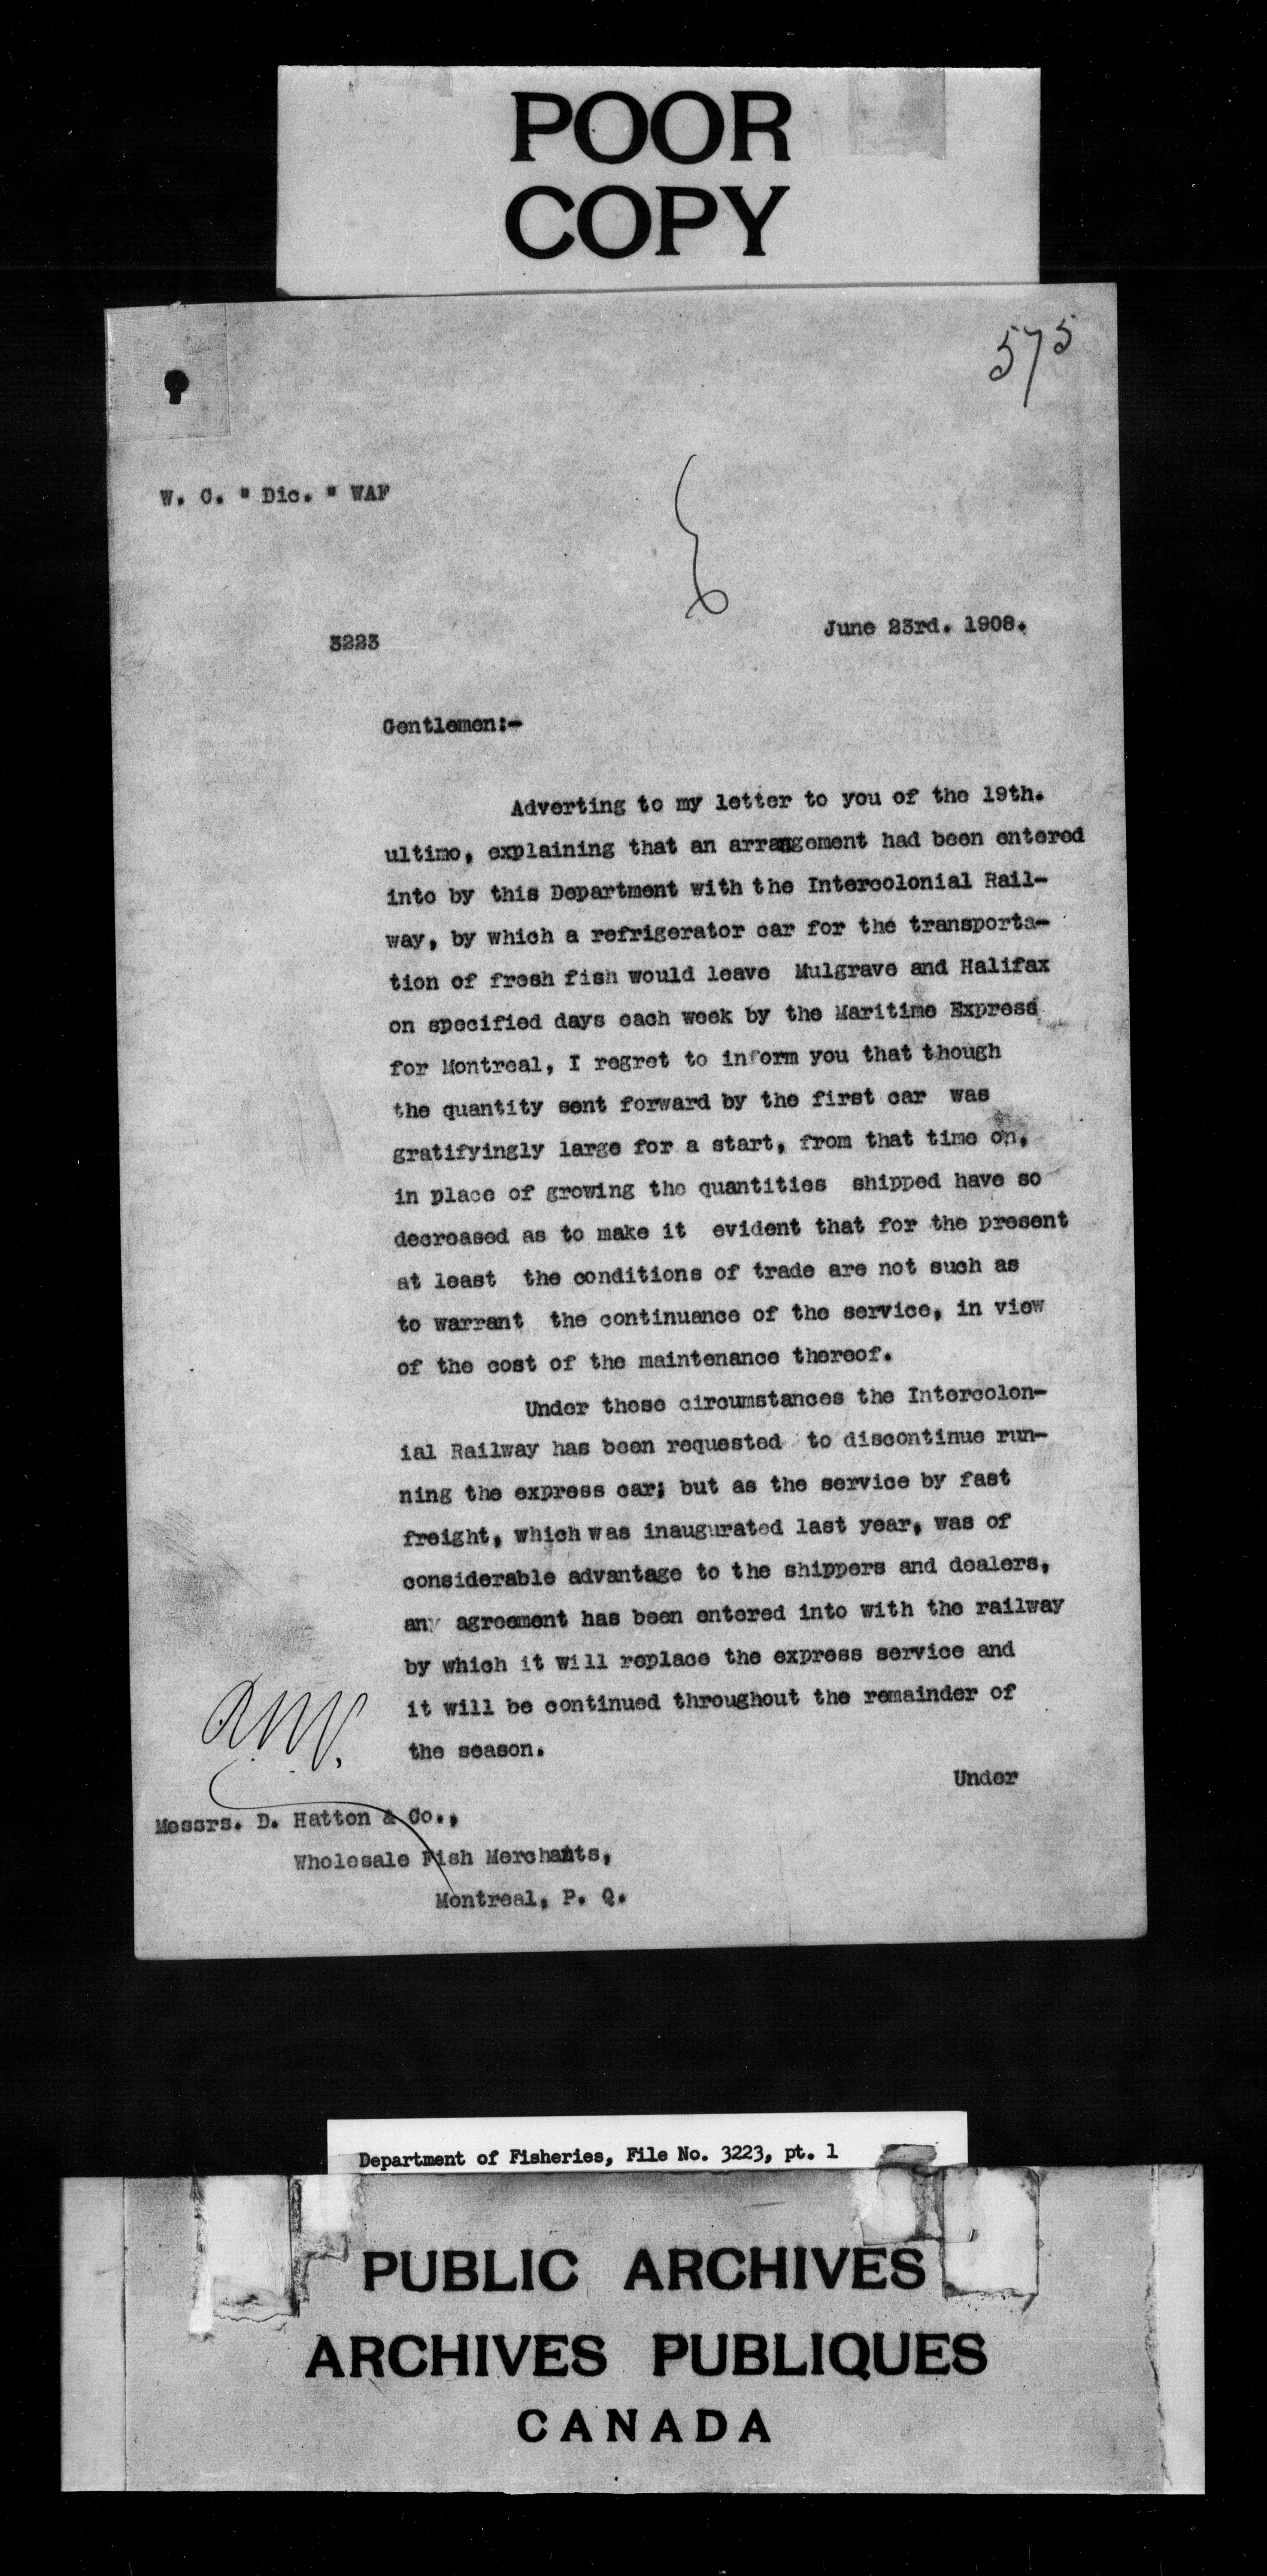 POOR
COPY
575
W. C. " Dic. " WAF
3223
June 23rd. 1908.
Gentlemen:-
Adverting to my letter to you of the 19th.
ultimo, explaining that an arrangement had been entered
into by this Department with the Intercolonial Rail-
way, by which a refrigerator car for the transporta-
tion of fresh fish would leave Mulgrave and Halifax
on specified days each week by the Maritime Express
for Montreal, I regret to inform you that though
the quantity sent forward by the first car was
gratifyingly large for a start, from that time on,
in place of growing the quantities shipped have so
decreased as to make it evident that for the present
at least the conditions of trade are not such as
to warrant the continuance of the service, in view
of the cost of the maintenance thereof.
Under these circumstances the Intercolon-
ial Railway has been requested to discontinue run-
ning the express car; but as the service by fast
freight, which was inaugurated last year, was of
considerable advantage to the shippers and dealers,
any agreement has been entered into with the railway
by which it will replace the express service and
it will be continued throughout the remainder of
the season.
Under
Messrs. D. Hatton & Co.,
Wholesale Fish Merchants,
Montreal, P. Q.
Department of Fisheries, File No. 3223, pt. 1
PUBLIC ARCHIVES
ARCHIVES PUBLIQUES
CANADA